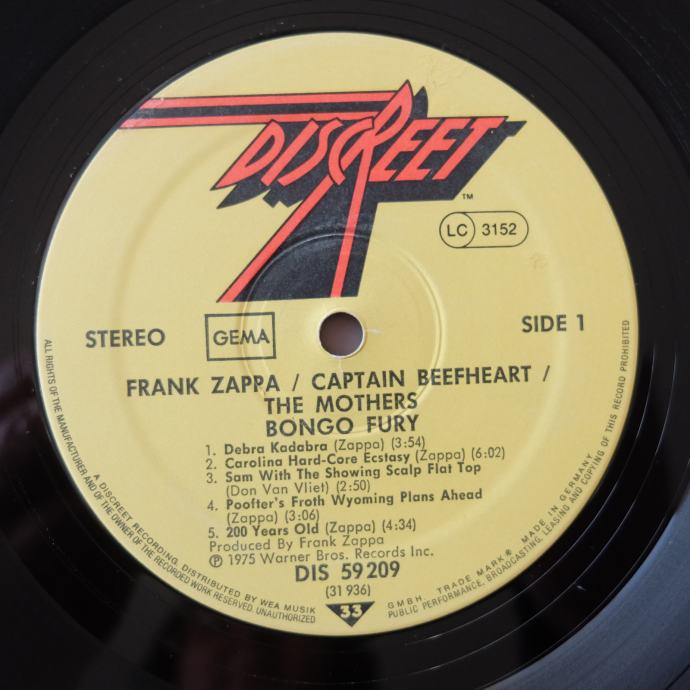 DISCREET
TM
LC 3152
STEREO
GEMA
SIDE 1
FRANK ZAPPA / CAPTAIN BEEFHEART /
THE MOTHERS
BONGO FURY
1. Debra Kadabra (Zappa) (3:54)
2. Carolina Hard-Core Ecstasy (Zappa) (6:02)
3. Sam With The Showing Scalp Flat Top
(Don Van Vliet) (2:50)
4. Poofter's Froth Wyoming Plans Ahead
(Zappa) (3:06)
5. 200 Years Old (Zappa) (4:34)
Produced By Frank Zappa
℗ 1975 Warner Bros. Records Inc.
DIS 59 209
(31 936)
33
A DISCREET RECORDING, DISTRIBUTED BY WEA MUSIK GMBH, TRADE MARK® MADE IN GERMANY
ALL RIGHTS OF THE MANUFACTURER AND OF THE OWNER OF THE RECORDED WORK RESERVED. UNAUTHORIZED PUBLIC PERFORMANCE, BROADCASTING, LEASING AND COPYING OF THIS RECORD PROHIBITED